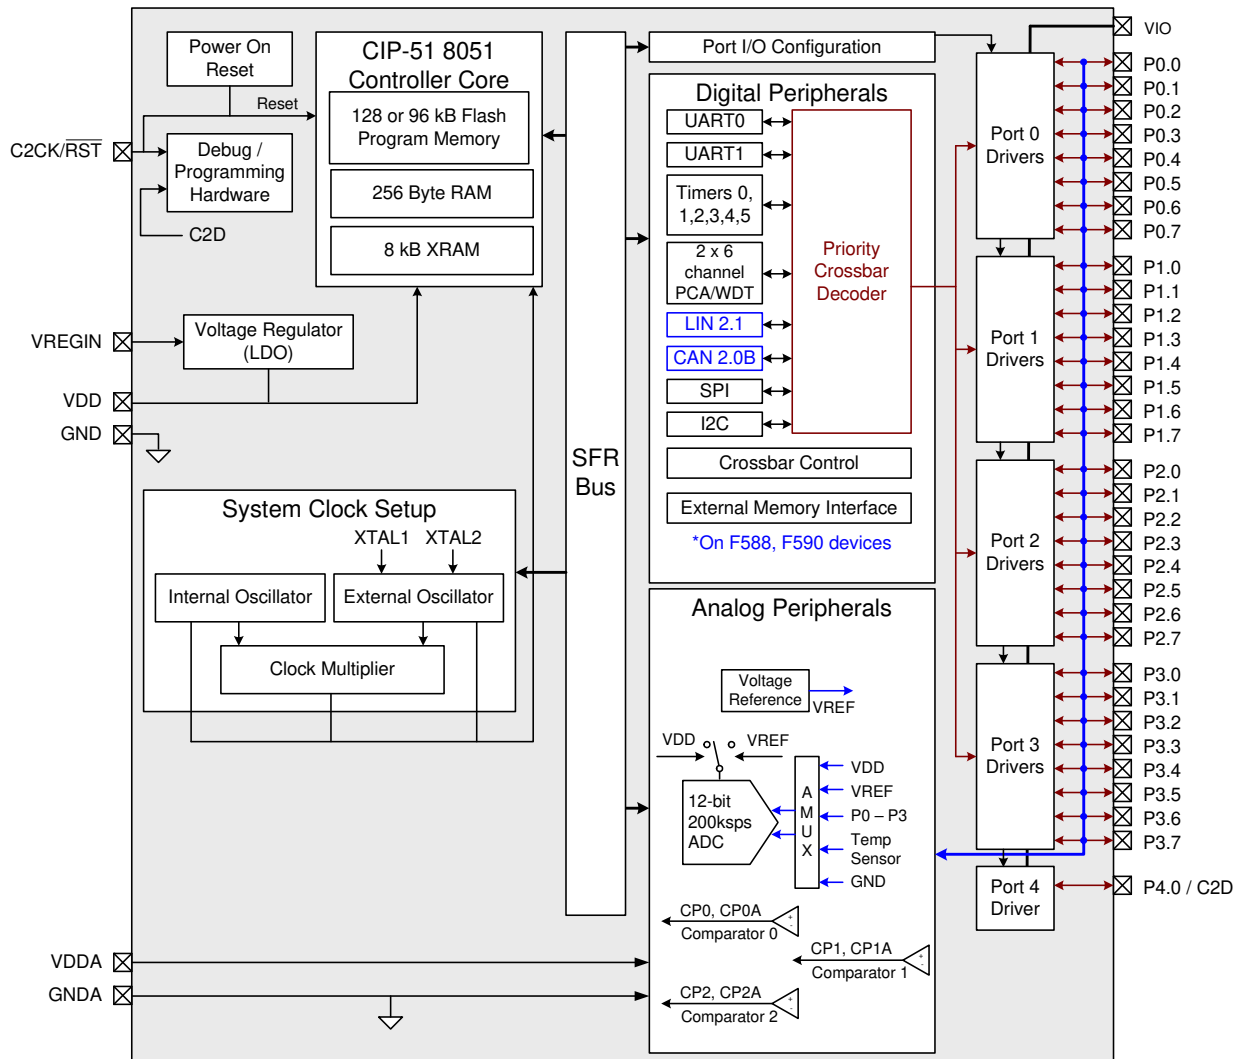 Power On
Reset
Reset
C2CK/RST
Debug /
Programming
Hardware
C2D
CIP-51 8051
Controller Core
128 or 96 kB Flash
Program Memory
256 Byte RAM
8 kB XRAM
VREGIN
Voltage Regulator
(LDO)
VDD
GND
System Clock Setup
XTAL1
XTAL2
Internal Oscillator
External Oscillator
Clock Multiplier
VDDA
GNDA
SFR
Bus
Port I/O Configuration
Digital Peripherals
UART0
UART1
Timers 0,
1,2,3,4,5
2 x 6
channel
PCA/WDT
LIN 2.1
CAN 2.0B
SPI
I2C
Priority
Crossbar
Decoder
Crossbar Control
External Memory Interface
*On F588, F590 devices
Analog Peripherals
Voltage
Reference
VREF
VDD
VREF
12-bit
200ksps
ADC
A
M
U
X
VDD
VREF
P0 – P3
Temp
Sensor
GND
CP0, CP0A
+
-
Comparator 0
CP1, CP1A
+
-
Comparator 1
CP2, CP2A
+
-
Comparator 2
Port 0
Drivers
Port 1
Drivers
Port 2
Drivers
Port 3
Drivers
Port 4
Driver
VIO
P0.0
P0.1
P0.2
P0.3
P0.4
P0.5
P0.6
P0.7
P1.0
P1.1
P1.2
P1.3
P1.4
P1.5
P1.6
P1.7
P2.0
P2.1
P2.2
P2.3
P2.4
P2.5
P2.6
P2.7
P3.0
P3.1
P3.2
P3.3
P3.4
P3.5
P3.6
P3.7
P4.0 / C2D